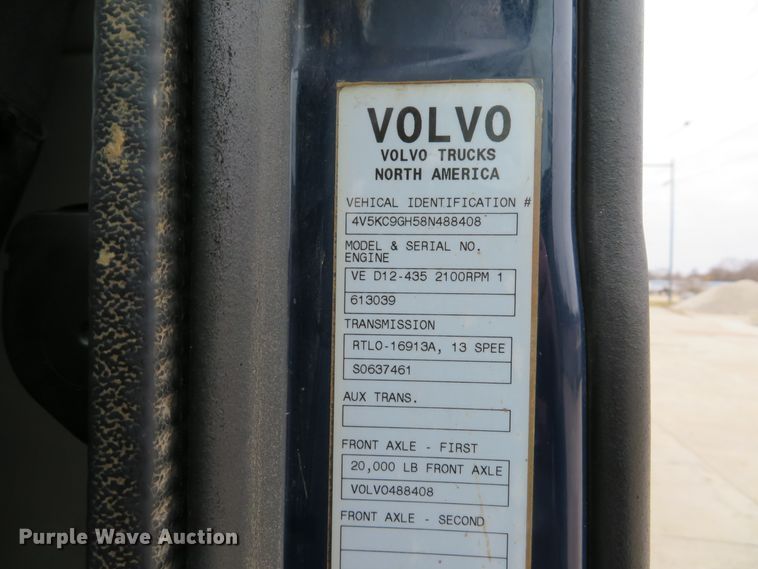 VOLVO
VOLVO TRUCKS
NORTH AMERICA
VEHICAL IDENTIFICATION #
4V5KC9GH58N488408
MODEL & SERIAL NO.
ENGINE
VE D12-435 2100RPM 1
613039
TRANSMISSION
RTLO-16913A, 13 SPEE
S0637461
AUX TRANS.
FRONT AXLE - FIRST
20,000 LB FRONT AXLE
VOLVO488408
FRONT AXLE - SECOND
Purple Wave Auction®